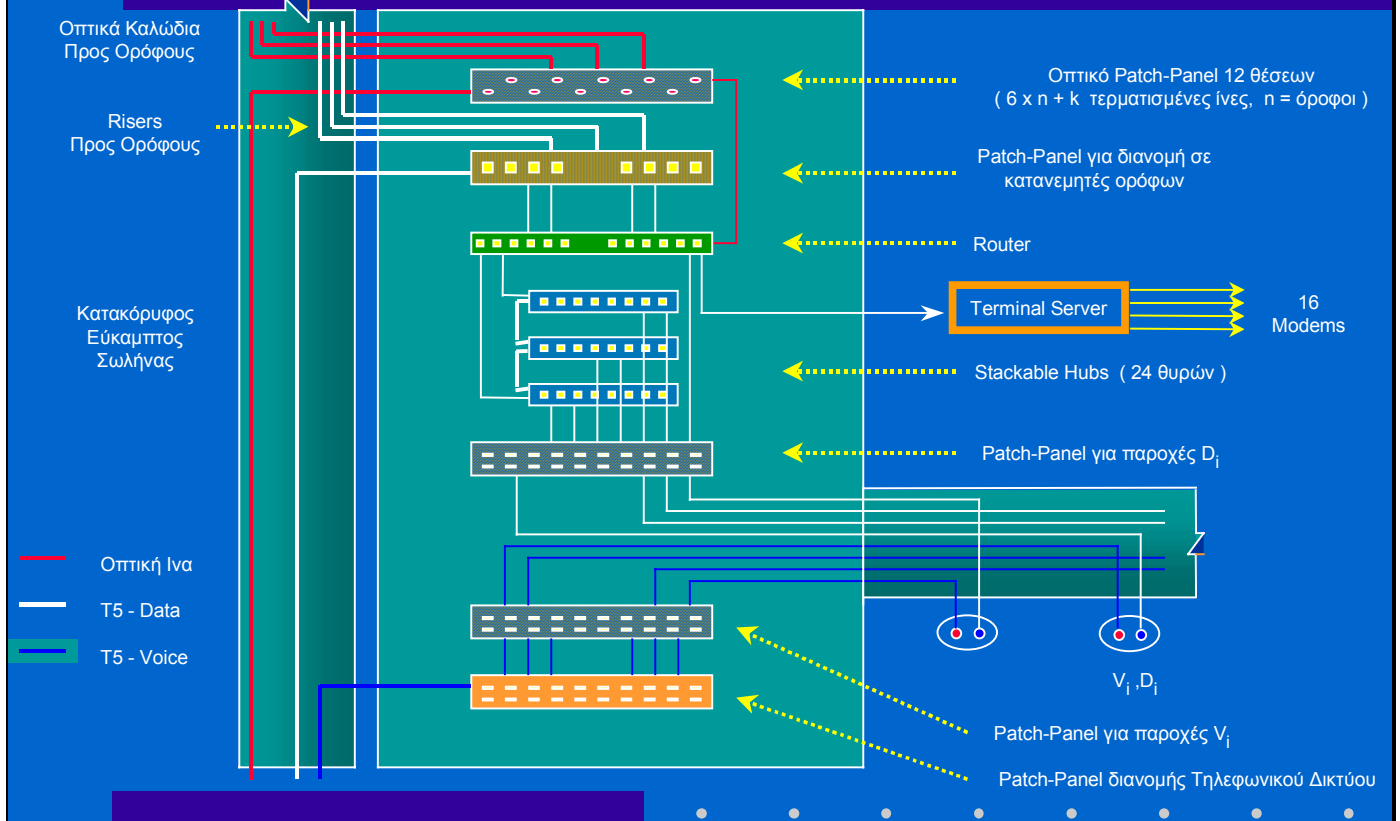 Οπτικά Καλώδια
Προς Ορόφους
Οπτικό Patch-Panel 12 θέσεων
( 6 x n + k τερματισμένες ίνες, n = όροφοι )
Risers
Προς Ορόφους
Patch-Panel για διανομή σε
κατανεμητές ορόφων
Router
Κατακόρυφος
Εύκαμπτος
Σωλήνας
Terminal Server
16
Modems
Stackable Hubs ( 24 θυρών )
Patch-Panel για παροχές Di
Οπτική Ινα
T5 - Data
T5 - Voice
Vi ,Di
Patch-Panel για παροχές Vi
Patch-Panel διανομής Τηλεφωνικού Δικτύου